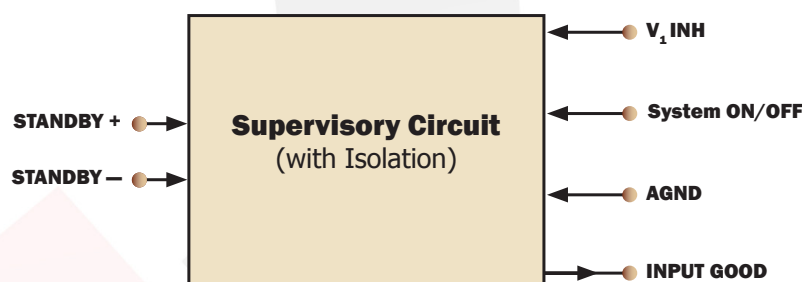 V1 INH
STANDBY +
Supervisory Circuit
System ON/OFF
(with Isolation)
STANDBY —
AGND
INPUT GOOD